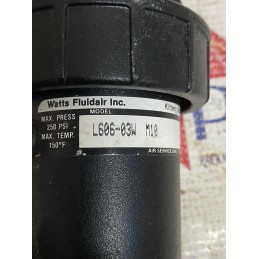 Watts Fluidair Inc.
MAX. PRESS
250 PSI
MAX. TEMP.
150°F
MODEL
L606-03W M10
AIR SERVICE